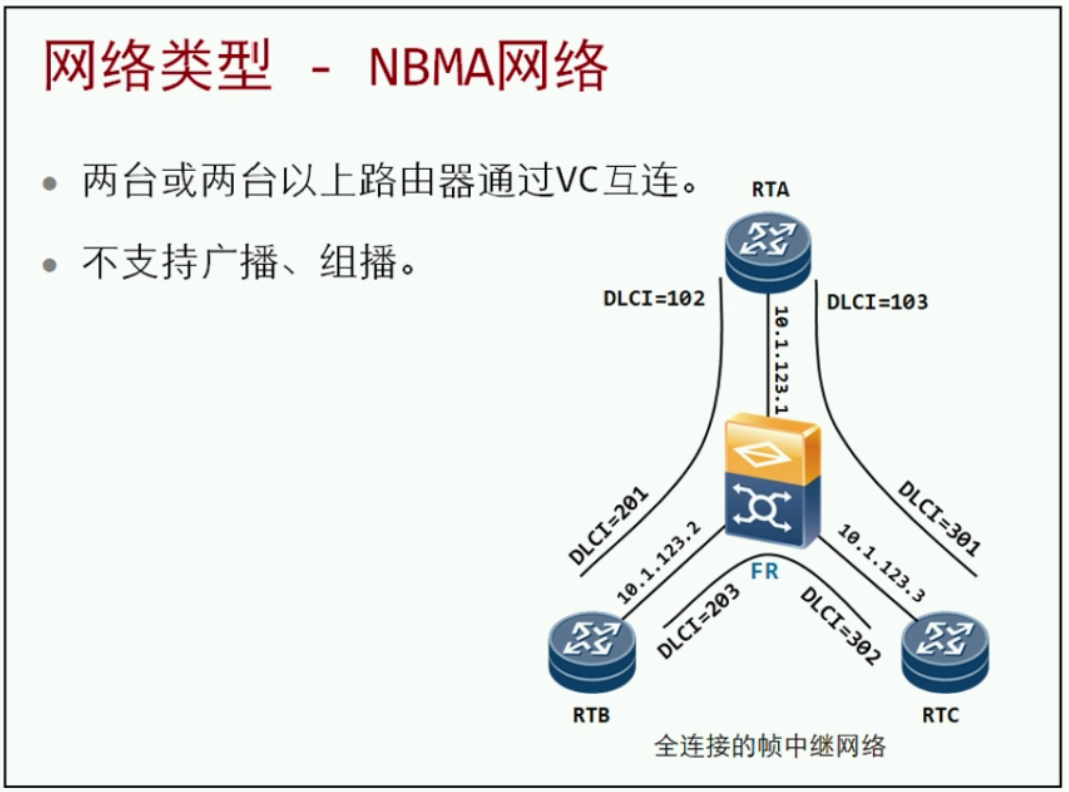 网络类型 - NBMA网络
两台或两台以上路由器通过VC互连。
不支持广播、组播。
RTA
DLCI=102
DLCI=103
10.1.123.1
DLCI=201
DLCI=301
10.1.123.2
10.1.123.3
FR
DLCI=203
DLCI=302
RTB
RTC
全连接的帧中继网络